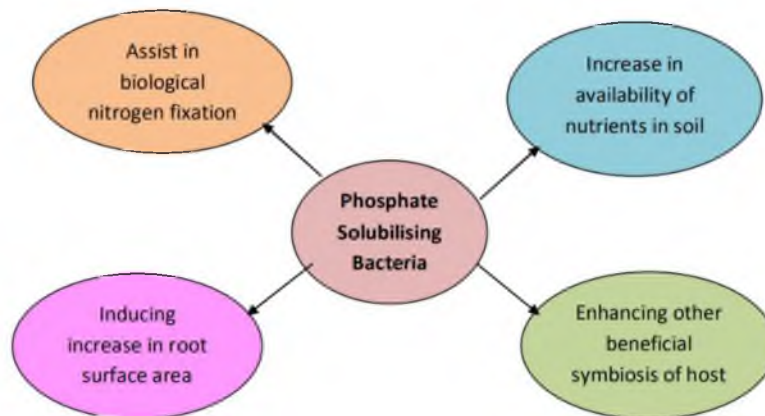 Assist in
biological
nitrogen fixation
Increase in
availability of
nutrients in soil
Phosphate
Solubilising
Bacteria
Inducing
increase in root
surface area
Enhancing other
beneficial
symbiosis of host